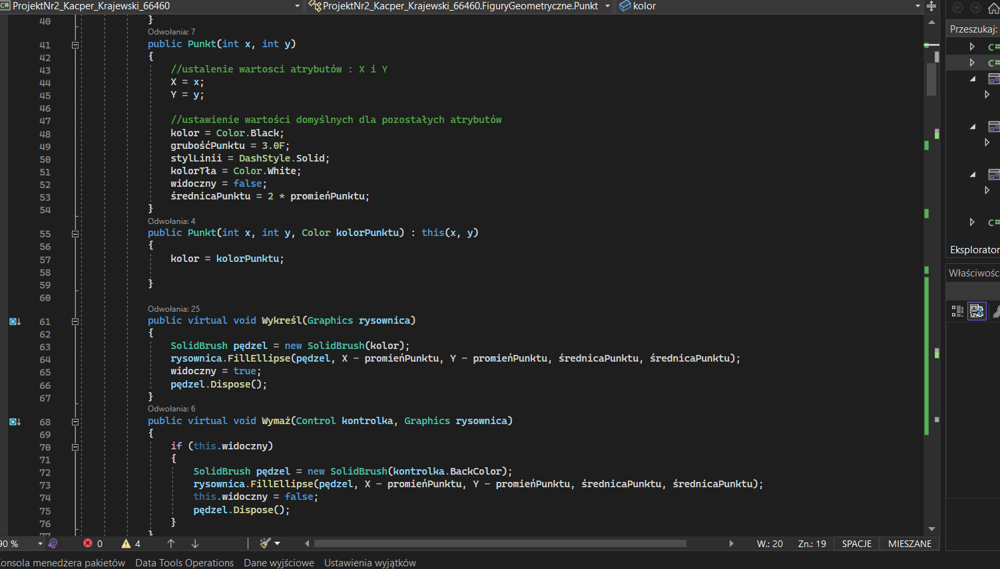 C# ProjektNr2_Kacper_Krajewski_66460 ProjektNr2_Kacper_Krajewski_66460.FiguryGeometryczne.Punkt kolor
40 }
Odwołania: 7
41 public Punkt(int x, int y)
42 {
43 //ustalenie wartosci atrybutów : X i Y
44 X = x;
45 Y = y;
46
47 //ustawienie wartości domyślnych dla pozostałych atrybutów
48 kolor = Color.Black;
49 grubośćPunktu = 3.0F;
50 stylLinii = DashStyle.Solid;
51 kolorTła = Color.White;
52 widoczny = false;
53 średnicaPunktu = 2 * promieńPunktu;
54 }
Odwołania: 4
55 public Punkt(int x, int y, Color kolorPunktu) : this(x, y)
56 {
57 kolor = kolorPunktu;
58
59 }
60
Odwołania: 25
61 public virtual void Wykreśl(Graphics rysownica)
62 {
63 SolidBrush pędzel = new SolidBrush(kolor);
64 rysownica.FillEllipse(pędzel, X - promieńPunktu, Y - promieńPunktu, średnicaPunktu, średnicaPunktu);
65 widoczny = true;
66 pędzel.Dispose();
67 }
Odwołania: 6
68 public virtual void Wymaż(Control kontrolka, Graphics rysownica)
69 {
70 if (this.widoczny)
71 {
72 SolidBrush pędzel = new SolidBrush(kontrolka.BackColor);
73 rysownica.FillEllipse(pędzel, X - promieńPunktu, Y - promieńPunktu, średnicaPunktu, średnicaPunktu);
74 this.widoczny = false;
75 pędzel.Dispose();
76 }
77 }
90 % 0 4 W.: 20 Zn.: 19 SPACJE MIESZANE
onsola menedżera pakietów Data Tools Operations Dane wyjściowe Ustawienia wyjątków
Przeszukaj:
C#
C#
C#
Eksplorator
Właściwośc